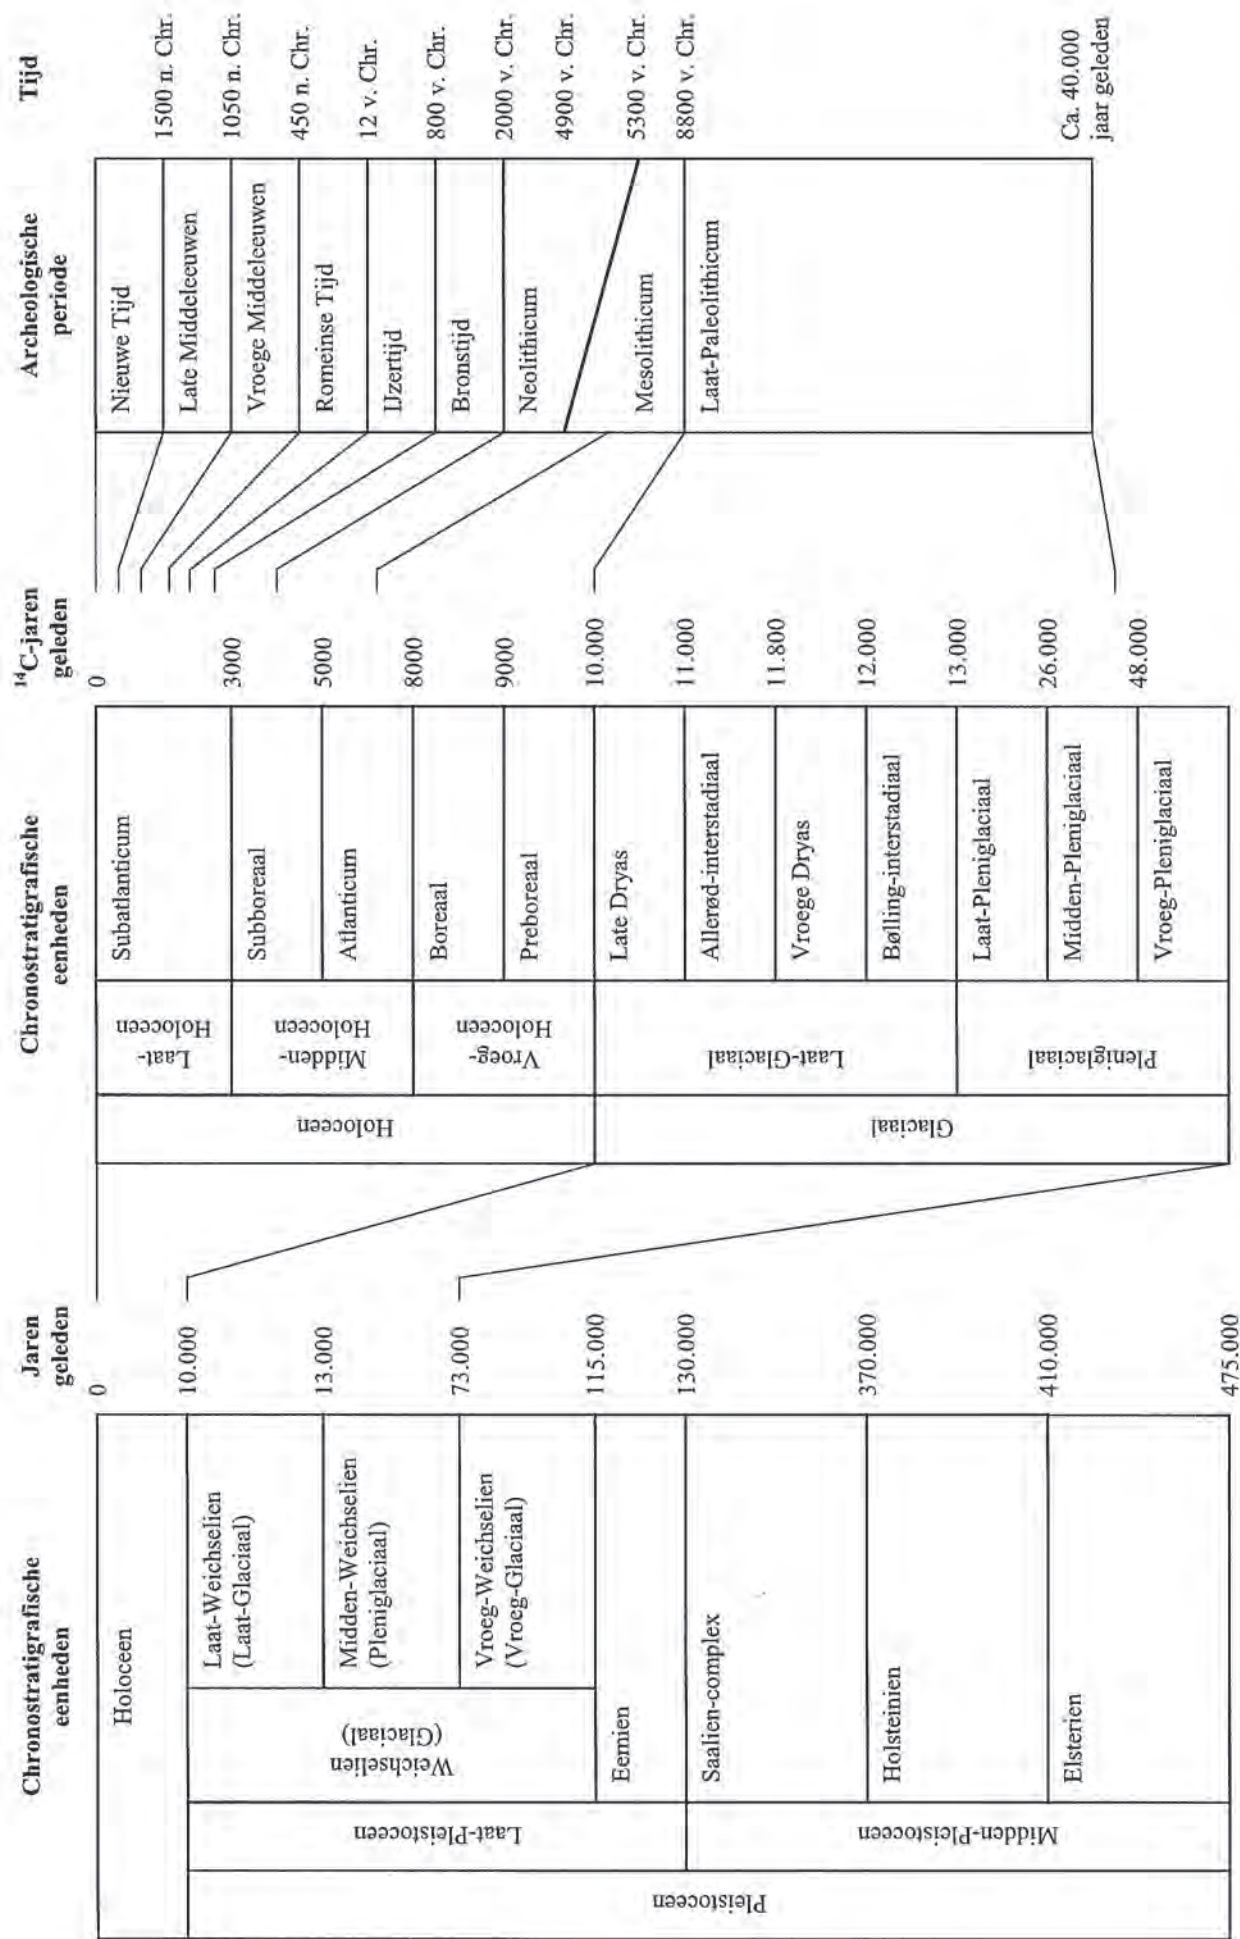 Chronostratigrafische
eenheden
Jaren
geleden
Pleistoceen
Laat-Pleistoceen
Midden-Pleistoceen
Weichselien
(Glaciaal)
Holoceen
Laat-Weichselien
(Laat-Glaciaal)
Midden-Weichselien
(Pleniglaciaal)
Vroeg-Weichselien
(Vroeg-Glaciaal)
Eemien
Saalien-complex
Holsteinien
Elsterien
0
10.000
13.000
73.000
115.000
130.000
370.000
410.000
475.000
Chronostratigrafische
eenheden
¹⁴C-jaren
geleden
Holoceen
Glaciaal
Laat-
Holoceen
Midden-
Holoceen
Vroeg-
Holoceen
Laat-Glaciaal
Pleniglaciaal
Subatlanticum
Subboreaal
Atlanticum
Boreaal
Preboreaal
Late Dryas
Allerød-interstadiaal
Vroege Dryas
Bølling-interstadiaal
Laat-Pleniglaciaal
Midden-Pleniglaciaal
Vroeg-Pleniglaciaal
0
3000
5000
8000
9000
10.000
11.000
11.800
12.000
13.000
26.000
48.000
Archeologische
periode
Tijd
Nieuwe Tijd
Late Middeleeuwen
Vroege Middeleeuwen
Romeinse Tijd
IJzertijd
Bronstijd
Neolithicum
Mesolithicum
Laat-Paleolithicum
1500 n. Chr.
1050 n. Chr.
450 n. Chr.
12 v. Chr.
800 v. Chr.
2000 v. Chr.
4900 v. Chr.
5300 v. Chr.
8800 v. Chr.
Ca. 40.000
jaar geleden